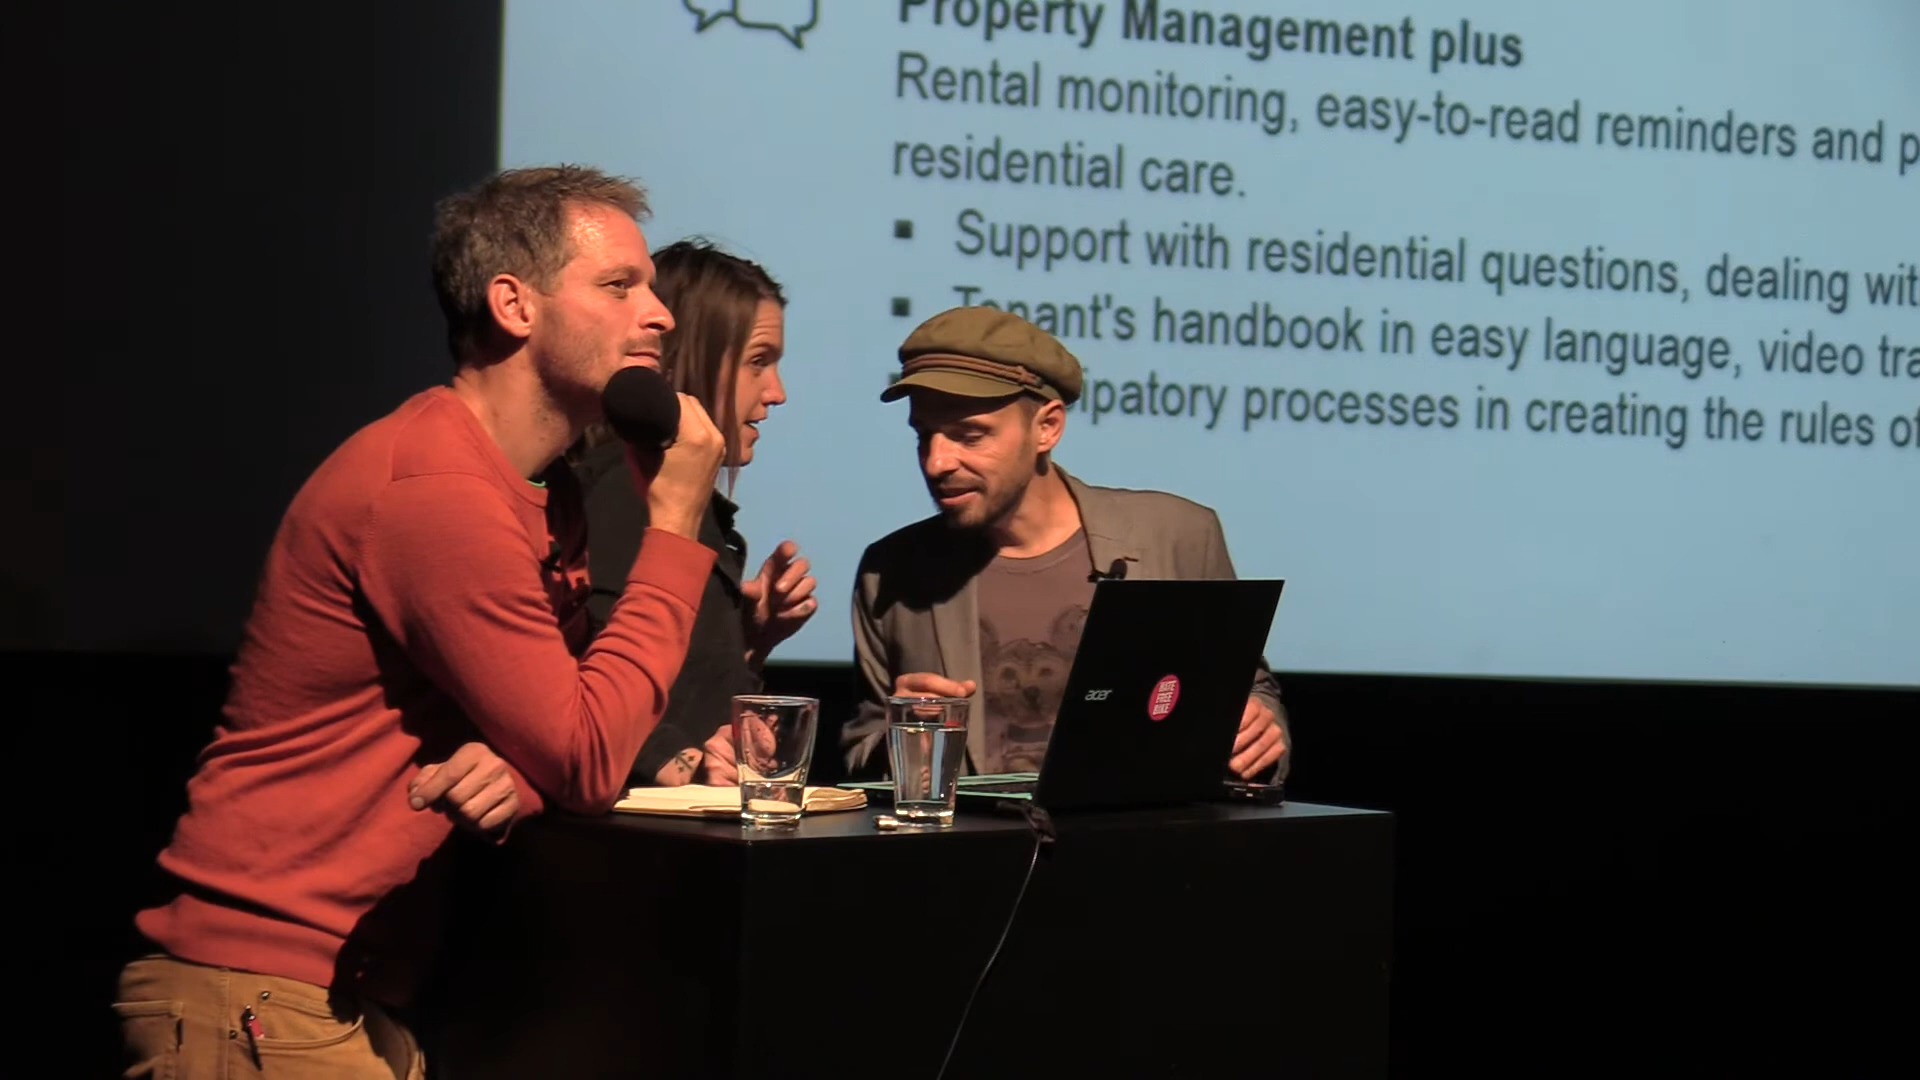 Property Management plus
Rental monitoring, easy-to-read reminders and p
residential care.
Support with residential questions, dealing wit
Tenant's handbook in easy language, video tra
ipatory processes in creating the rules of
acer